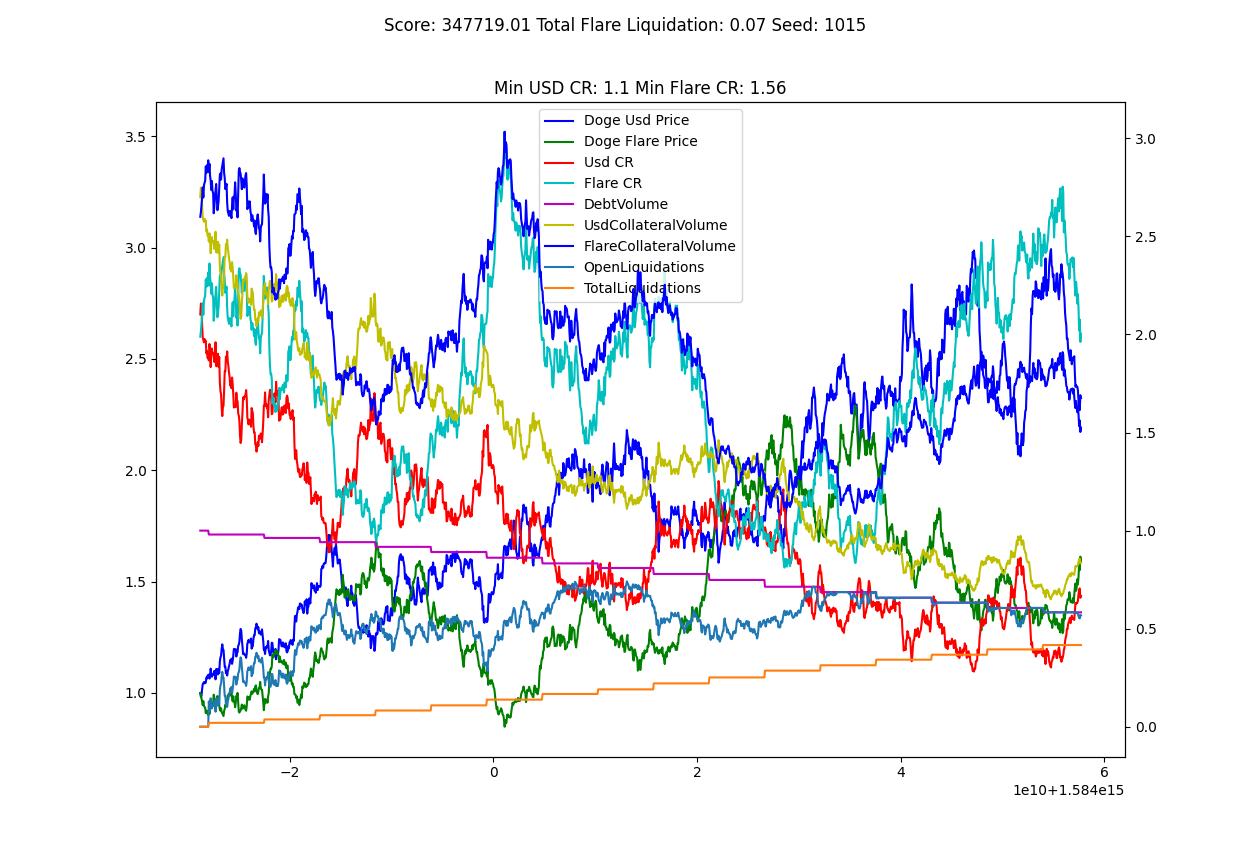 Score: 347719.01 Total Flare Liquidation: 0.07 Seed: 1015
Min USD CR: 1.1 Min Flare CR: 1.56
Doge Usd Price
Doge Flare Price
Usd CR
Flare CR
DebtVolume
UsdCollateralVolume
FlareCollateralVolume
OpenLiquidations
TotalLiquidations
3.5
3.0
2.5
2.0
1.5
1.0
3.0
2.5
2.0
1.5
1.0
0.5
0.0
−2 0 2 4 6
1e10+1.584e15